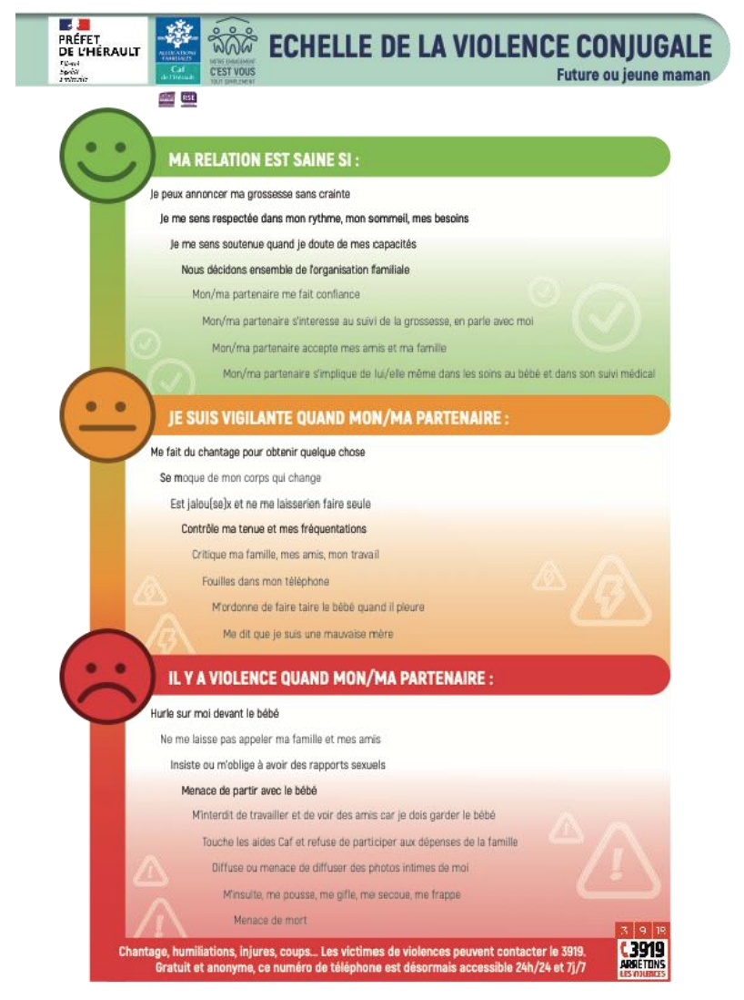 PRÉFET
DE L'HÉRAULT
ALLOCATIONS
FAMILIALES
Caf
de l'Hérault
NOTRE ENGAGEMENT
C'EST VOUS
TOUT SIMPLEMENT
RSE
ECHELLE DE LA VIOLENCE CONJUGALE
Future ou jeune maman
MA RELATION EST SAINE SI :
Je peux annoncer ma grossesse sans crainte
Je me sens respectée dans mon rythme, mon sommeil, mes besoins
Je me sens soutenue quand je doute de mes capacités
Nous décidons ensemble de l'organisation familiale
Mon/ma partenaire me fait confiance
Mon/ma partenaire s'interesse au suivi de la grossesse, en parle avec moi
Mon/ma partenaire accepte mes amis et ma famille
Mon/ma partenaire s'implique de lui/elle même dans les soins au bébé et dans son suivi médical
JE SUIS VIGILANTE QUAND MON/MA PARTENAIRE :
Me fait du chantage pour obtenir quelque chose
Se moque de mon corps qui change
Est jalou(se)x et ne me laisserien faire seule
Contrôle ma tenue et mes fréquentations
Critique ma famille, mes amis, mon travail
Fouilles dans mon téléphone
M'ordonne de faire taire le bébé quand il pleure
Me dit que je suis une mauvaise mère
IL Y A VIOLENCE QUAND MON/MA PARTENAIRE :
Hurle sur moi devant le bébé
Ne me laisse pas appeler ma famille et mes amis
Insiste ou m'oblige à avoir des rapports sexuels
Menace de partir avec le bébé
M'interdit de travailler et de voir des amis car je dois garder le bébé
Touche les aides Caf et refuse de participer aux dépenses de la famille
Diffuse ou menace de diffuser des photos intimes de moi
M'insulte, me pousse, me gifle, me secoue, me frappe
Menace de mort
Chantage, humiliations, injures, coups... Les victimes de violences peuvent contacter le 3919.
Gratuit et anonyme, ce numéro de téléphone est désormais accessible 24h/24 et 7j/7
3 9 19
3919
ARRÊTONS
LES VIOLENCES